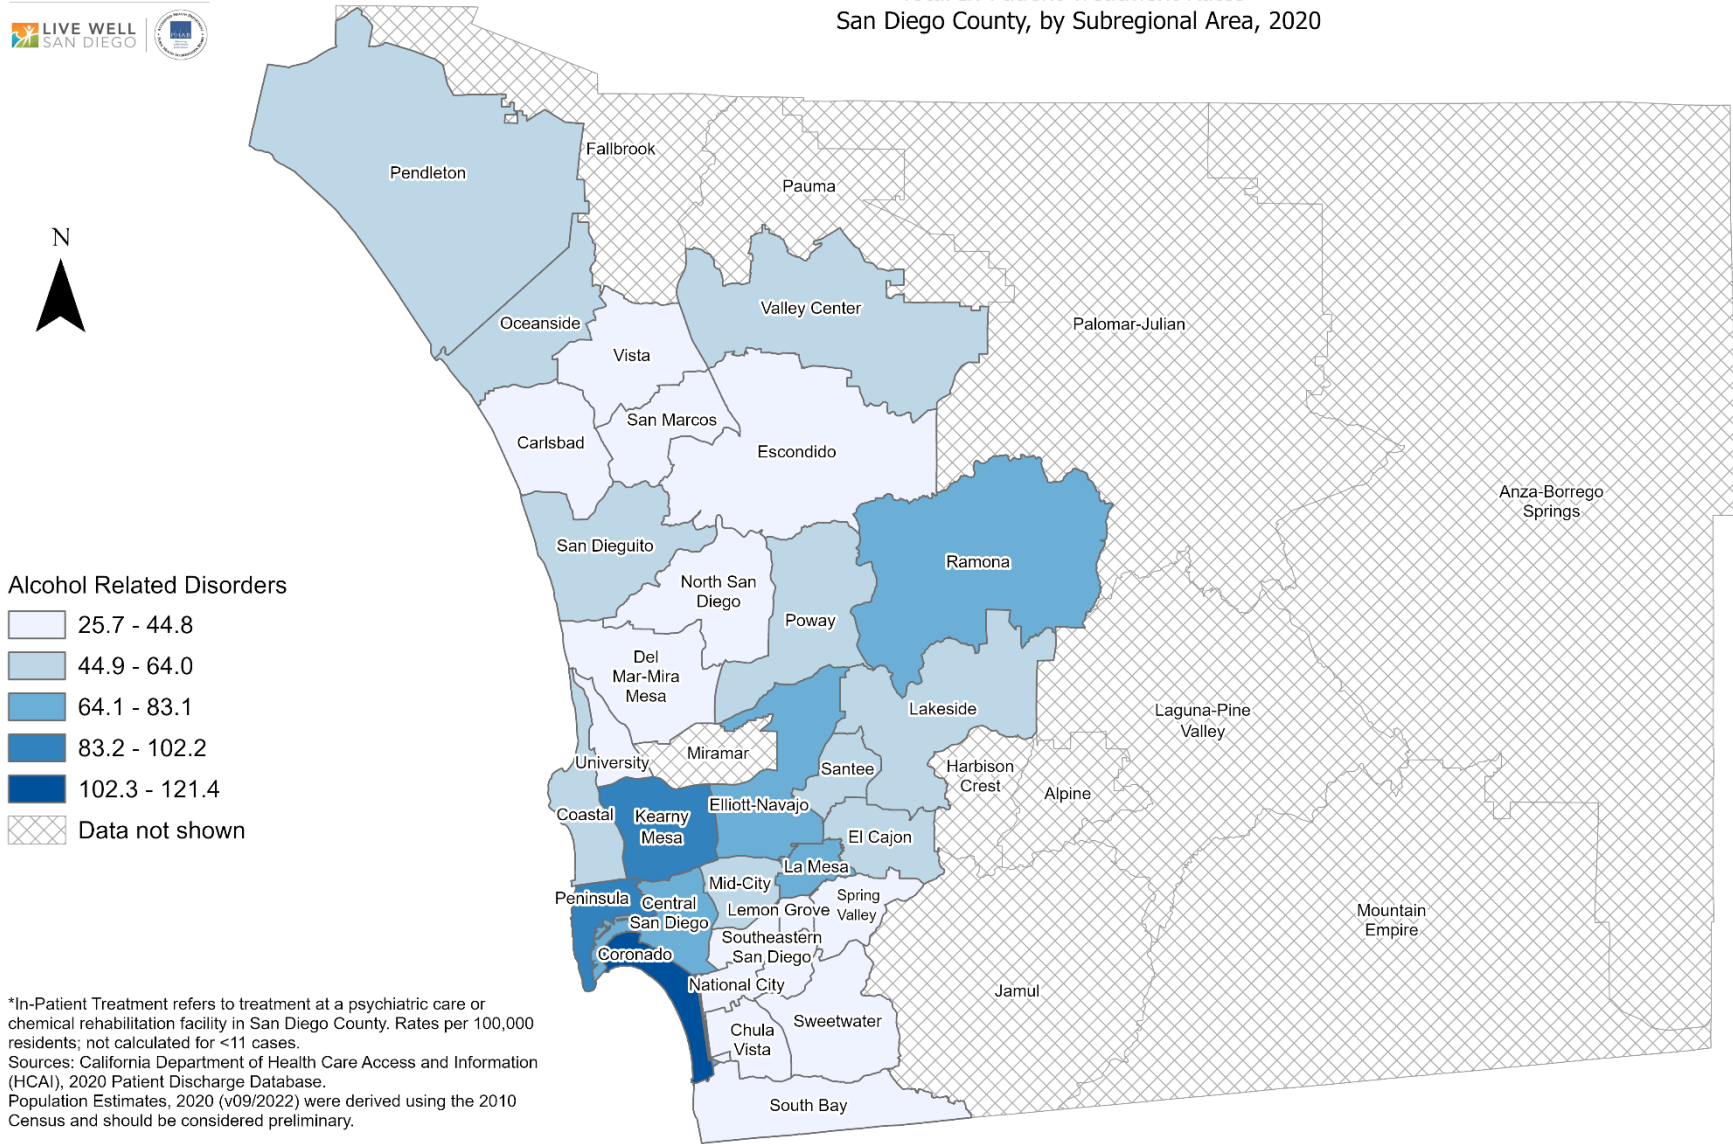 LIVE WELL
SAN DIEGO
PHAB
San Diego County, by Subregional Area, 2020
N
Pendleton
Fallbrook
Pauma
Oceanside
Valley Center
Palomar-Julian
Vista
San Marcos
Carlsbad
Escondido
Anza-Borrego
Springs
San Dieguito
Ramona
North San
Diego
Poway
Del
Mar-Mira
Mesa
Lakeside
Laguna-Pine
Valley
Miramar
University
Santee
Harbison
Crest
Alpine
Elliott-Navajo
Coastal
Kearny
Mesa
El Cajon
La Mesa
Mid-City
Peninsula
Central
San Diego
Spring
Valley
Lemon Grove
Mountain
Empire
Southeastern
San Diego
Coronado
National City
Jamul
Sweetwater
Chula
Vista
South Bay
Alcohol Related Disorders
25.7 - 44.8
44.9 - 64.0
64.1 - 83.1
83.2 - 102.2
102.3 - 121.4
Data not shown
*In-Patient Treatment refers to treatment at a psychiatric care or
chemical rehabilitation facility in San Diego County. Rates per 100,000
residents; not calculated for <11 cases.
Sources: California Department of Health Care Access and Information
(HCAI), 2020 Patient Discharge Database.
Population Estimates, 2020 (v09/2022) were derived using the 2010
Census and should be considered preliminary.